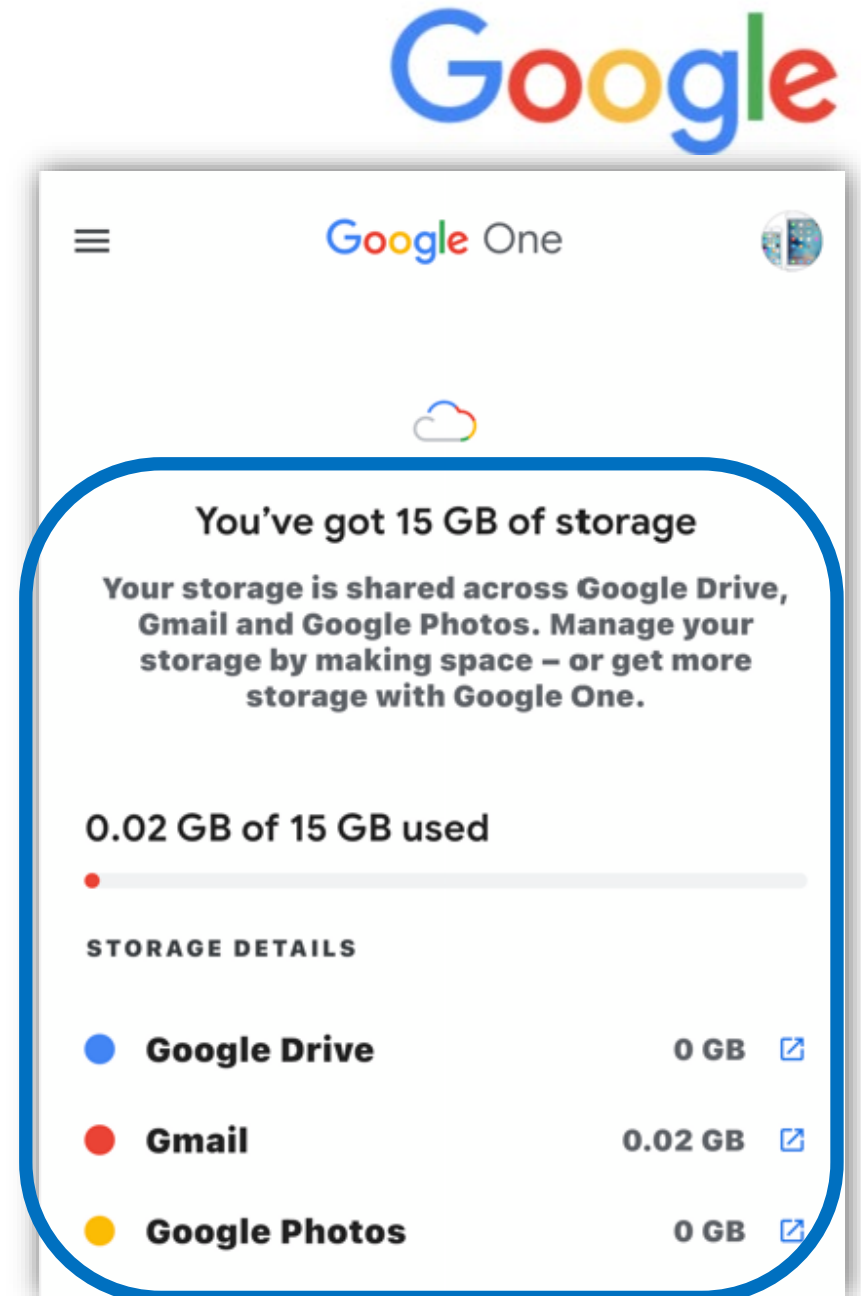 Google
Google One
You’ve got 15 GB of storage
Your storage is shared across Google Drive,
Gmail and Google Photos. Manage your
storage by making space – or get more
storage with Google One.
0.02 GB of 15 GB used
STORAGE DETAILS
Google Drive 0 GB
Gmail 0.02 GB
Google Photos 0 GB